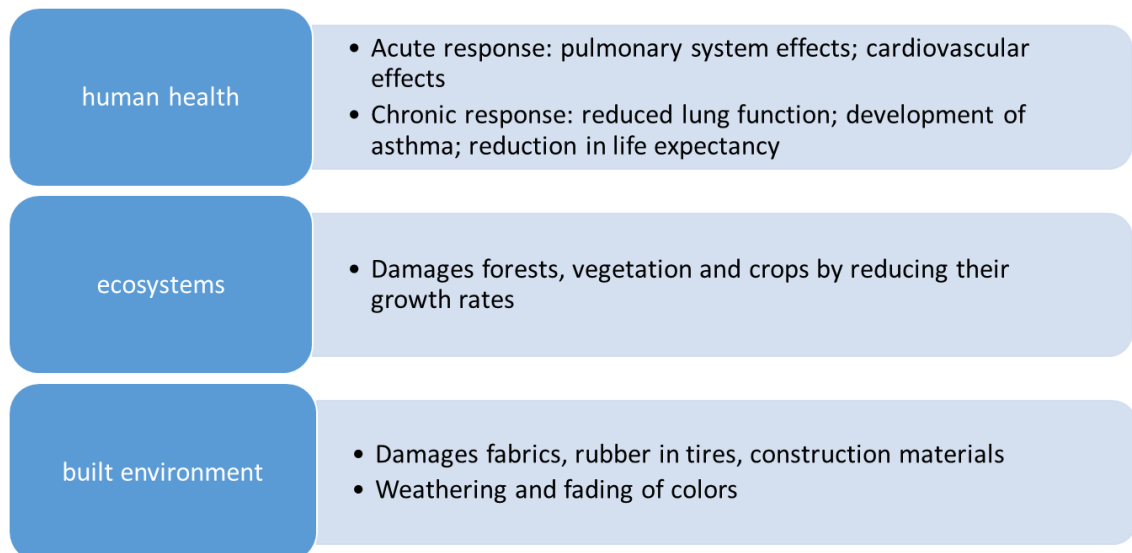 human health
• Acute response: pulmonary system effects; cardiovascular
effects
• Chronic response: reduced lung function; development of
asthma; reduction in life expectancy
ecosystems
• Damages forests, vegetation and crops by reducing their
growth rates
built environment
• Damages fabrics, rubber in tires, construction materials
• Weathering and fading of colors